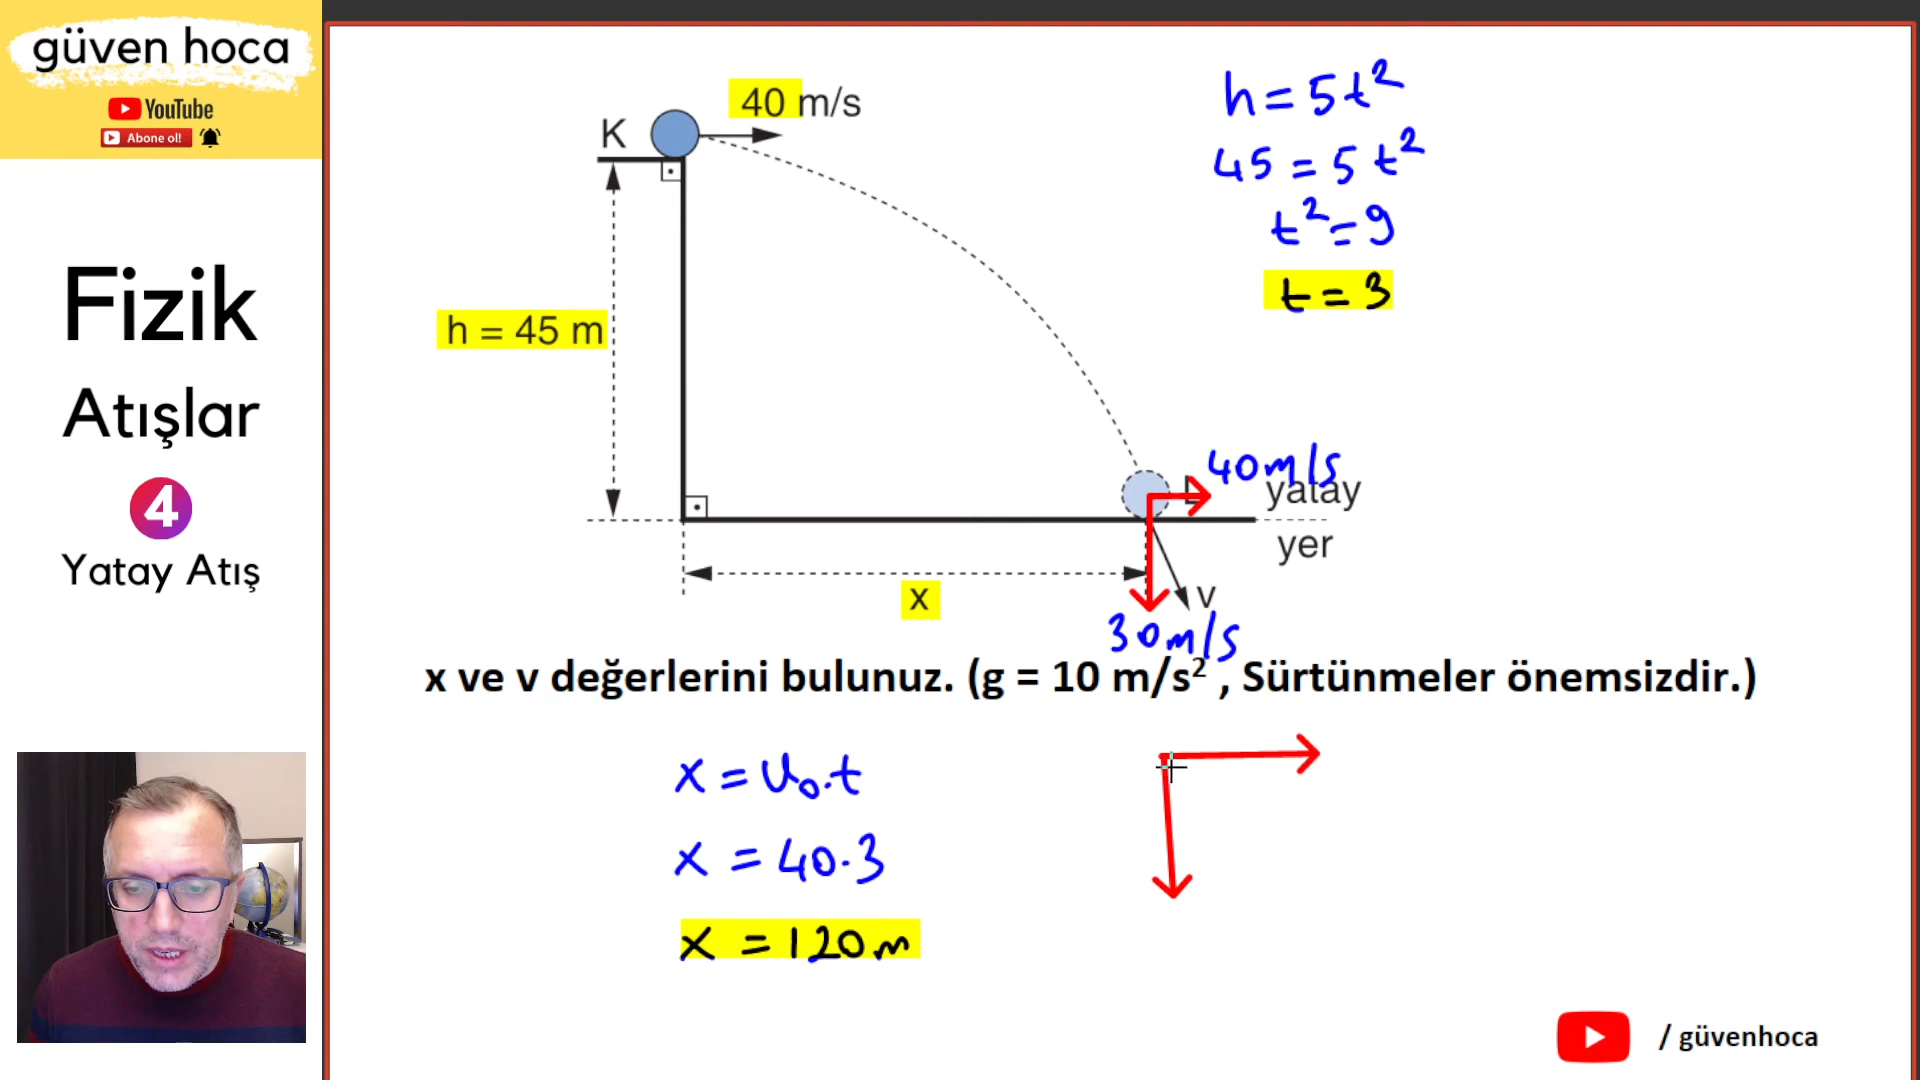 güven hoca
YouTube
Abone ol!
Fizik
Atışlar
4
Yatay Atış
K
40 m/s
h = 45 m
x
v
yatay
yer
40m/s
30m/s
h = 5t²
45 = 5t²
t² = 9
t = 3
x ve v değerlerini bulunuz. (g = 10 m/s² , Sürtünmeler önemsizdir.)
x = υ₀.t
x = 40.3
x = 120m
/ güvenhoca